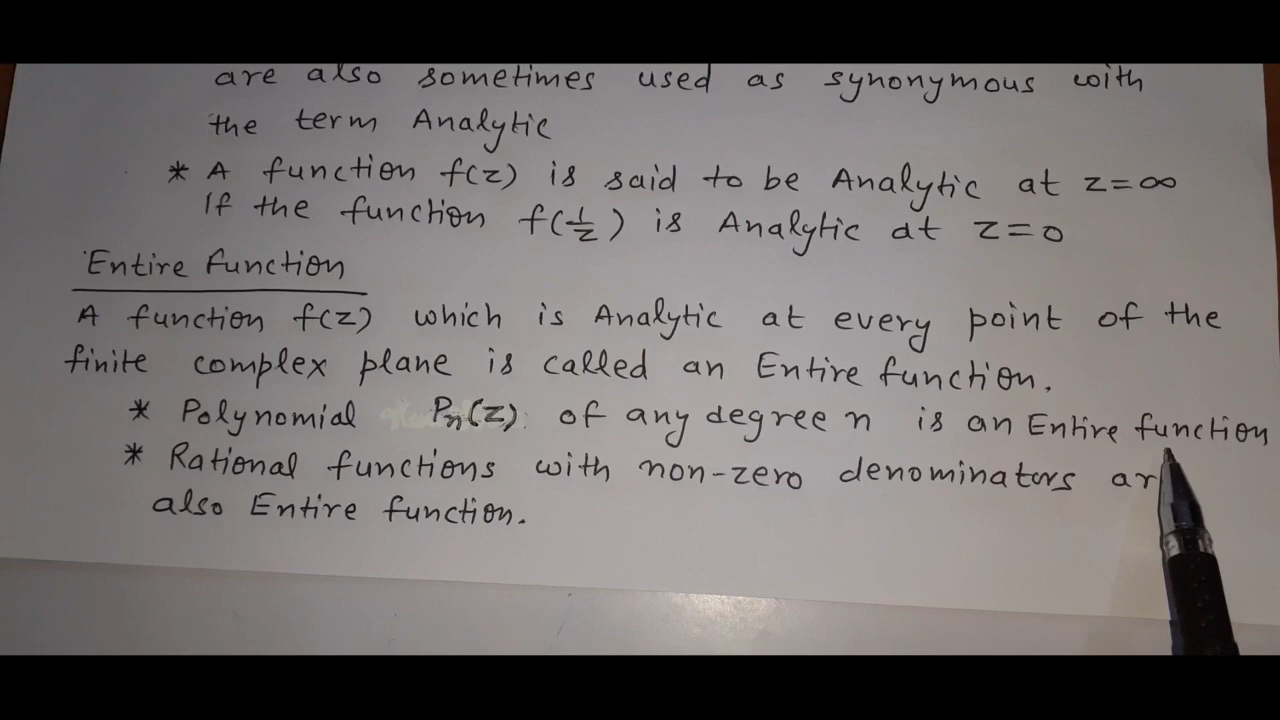 are also sometimes used as synonymous with
the term Analytic
* A function f(z) is said to be Analytic at z=∞
If the function f(1/z) is Analytic at z=0
Entire function
A function f(z) which is Analytic at every point of the
finite complex plane is called an Entire function.
* Polynomial Pn(z) of any degree n is an Entire function
* Rational functions with non-zero denominators ar
also Entire function.